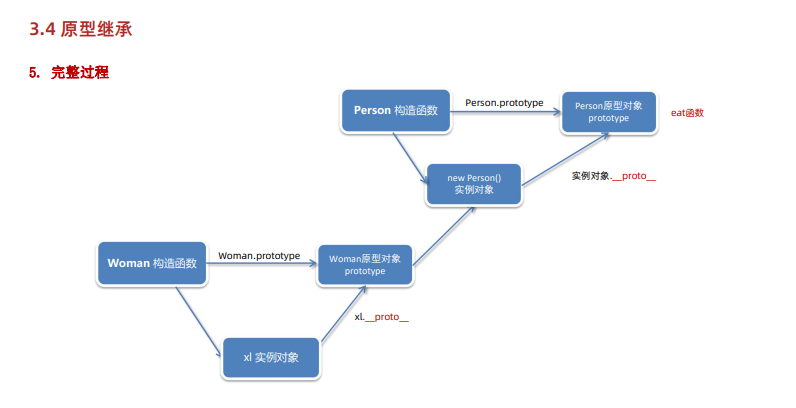 3.4 原型继承
5. 完整过程
Person 构造函数
Person.prototype
Person原型对象
prototype
eat函数
new Person()
实例对象
实例对象.__proto__
Woman 构造函数
Woman.prototype
Woman原型对象
prototype
xl.__proto__
xl 实例对象